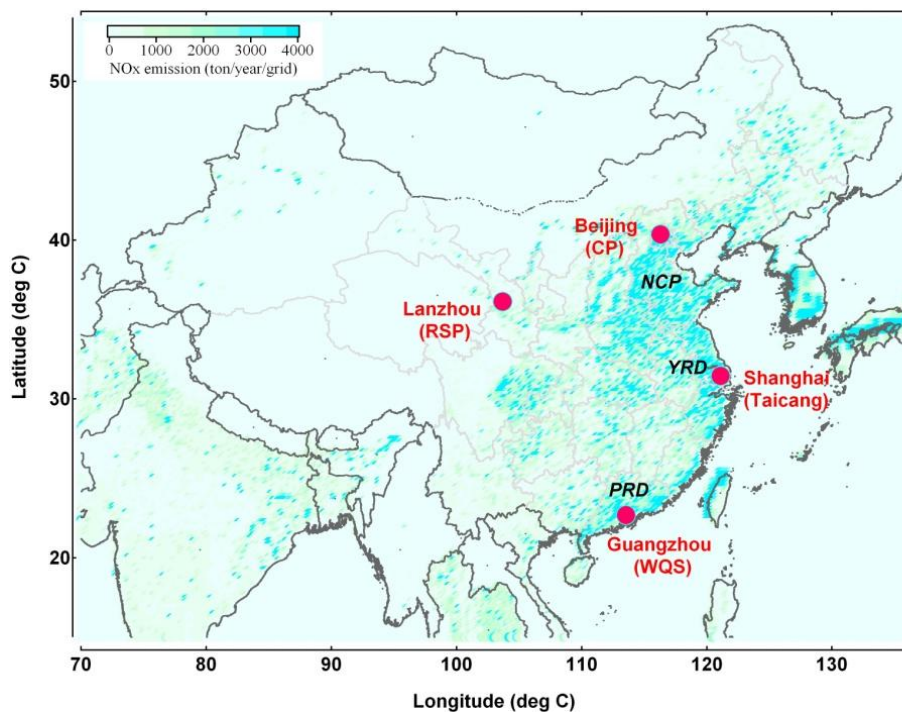 0 1000 2000 3000 4000
NOx emission (ton/year/grid)
50
40
30
20
Latitude (deg C)
Beijing
(CP)
NCP
Lanzhou
(RSP)
YRD
Shanghai
(Taicang)
PRD
Guangzhou
(WQS)
70 80 90 100 110 120 130
Longitude (deg C)